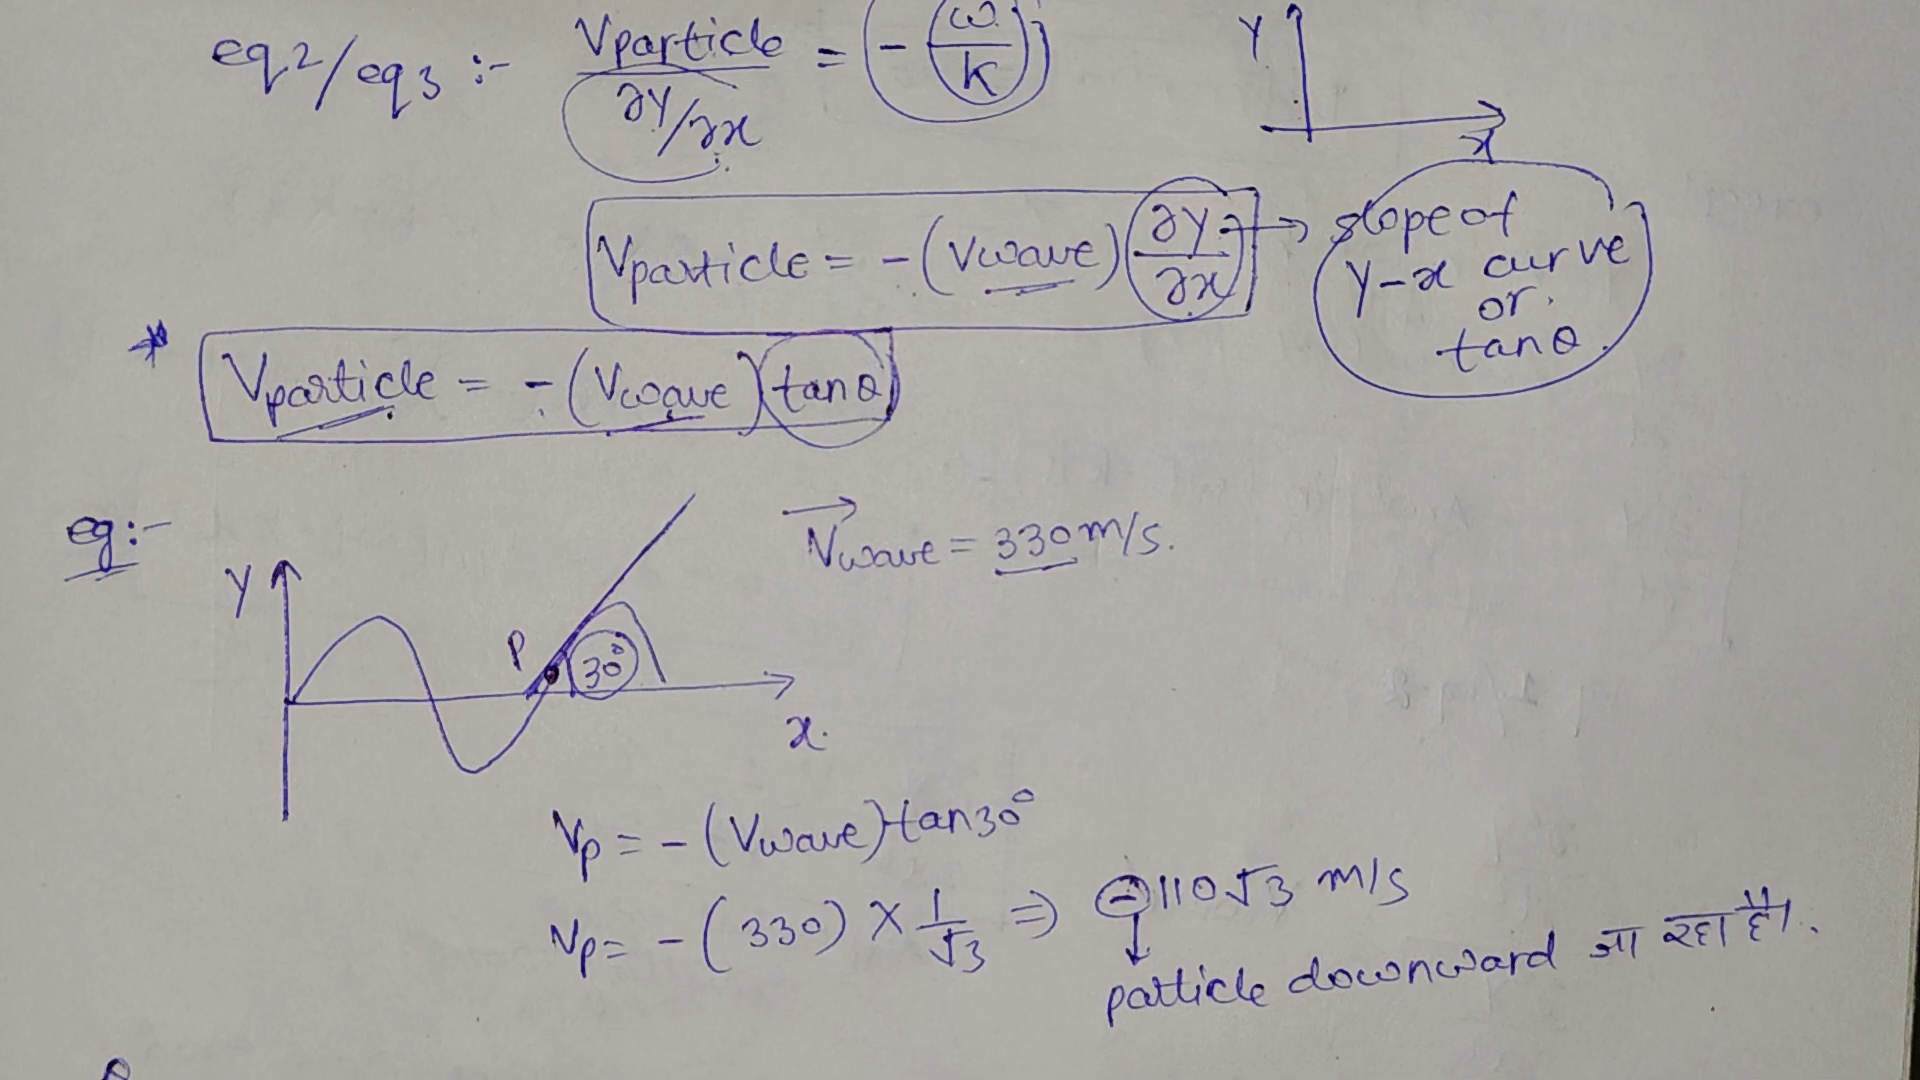 eq2/eq3 :- Vparticle / ∂Y/∂x = (- ω/k)
Y
x
Vparticle = -(Vwave) (∂Y/∂x) → slope of
Y-x curve
or
tanθ.
* Vparticle = -(Vwave)(tanθ)
eg:-
Vwave = 330 m/s.
Y
P
30°
x.
Vp = -(Vwave) tan30°
Vp = -(330) × 1/√3 ⇒ -110√3 m/s
↓
particle downward जा रहा है।.